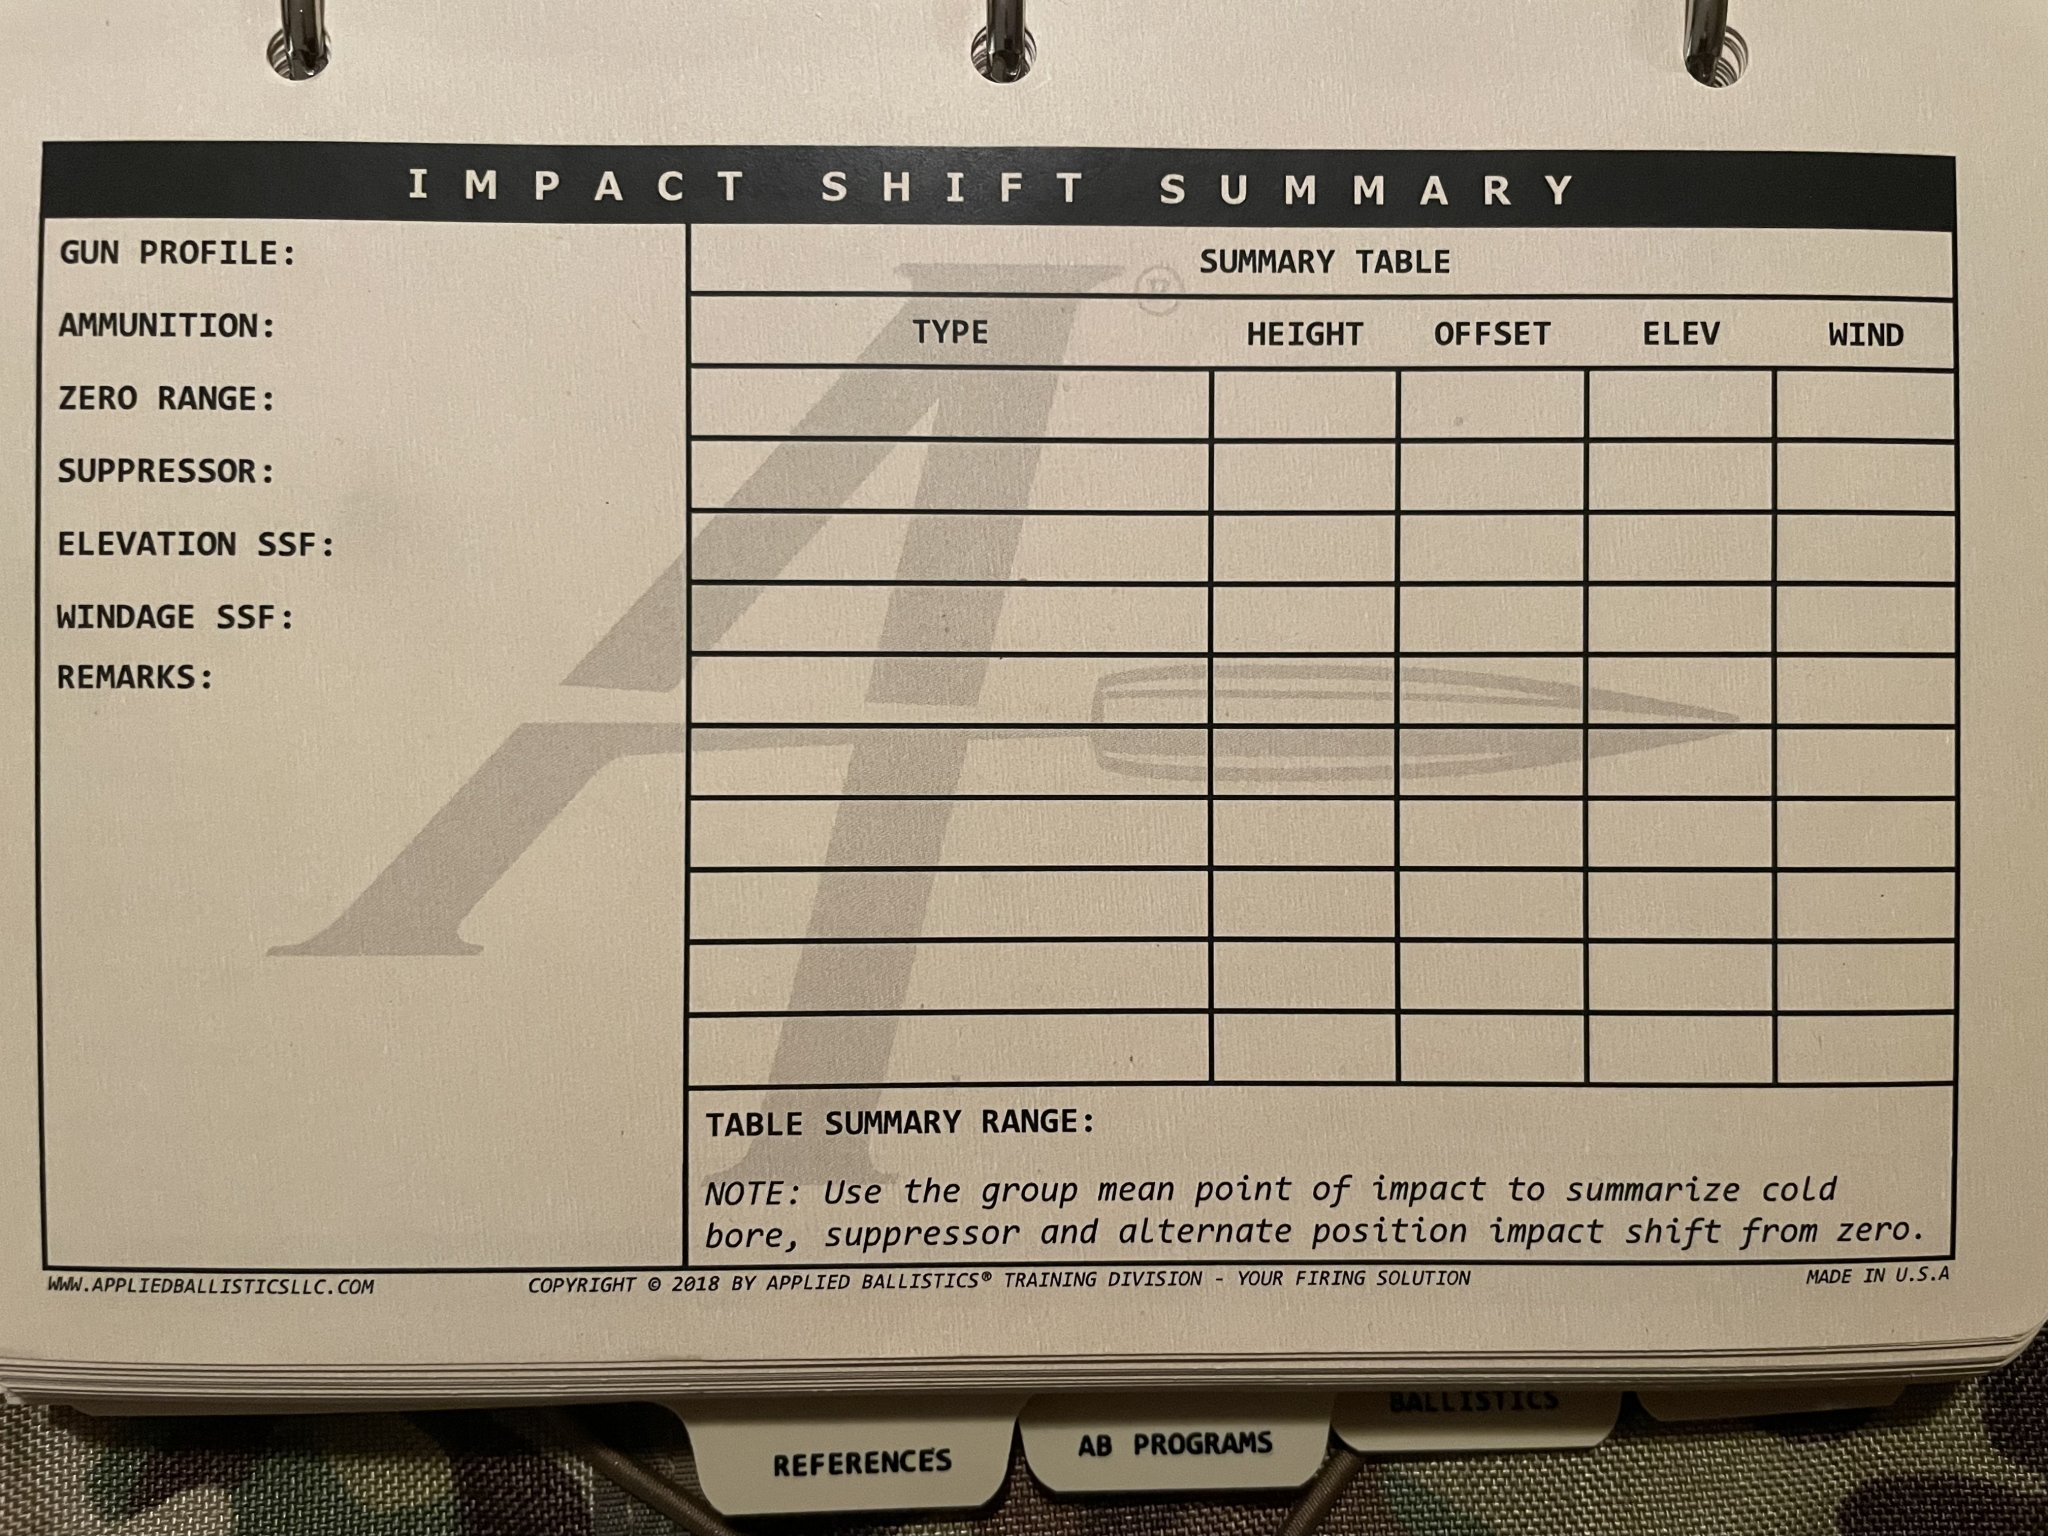 IMPACT SHIFT SUMMARY
GUN PROFILE:
AMMUNITION:
ZERO RANGE:
SUPPRESSOR:
ELEVATION SSF:
WINDAGE SSF:
REMARKS:
SUMMARY TABLE
TYPE HEIGHT OFFSET ELEV WIND
TABLE SUMMARY RANGE:
NOTE: Use the group mean point of impact to summarize cold
bore, suppressor and alternate position impact shift from zero.
WWW.APPLIEDBALLISTICSLLC.COM COPYRIGHT © 2018 BY APPLIED BALLISTICS® TRAINING DIVISION - YOUR FIRING SOLUTION MADE IN U.S.A
REFERENCES
AB PROGRAMS
BALLISTICS